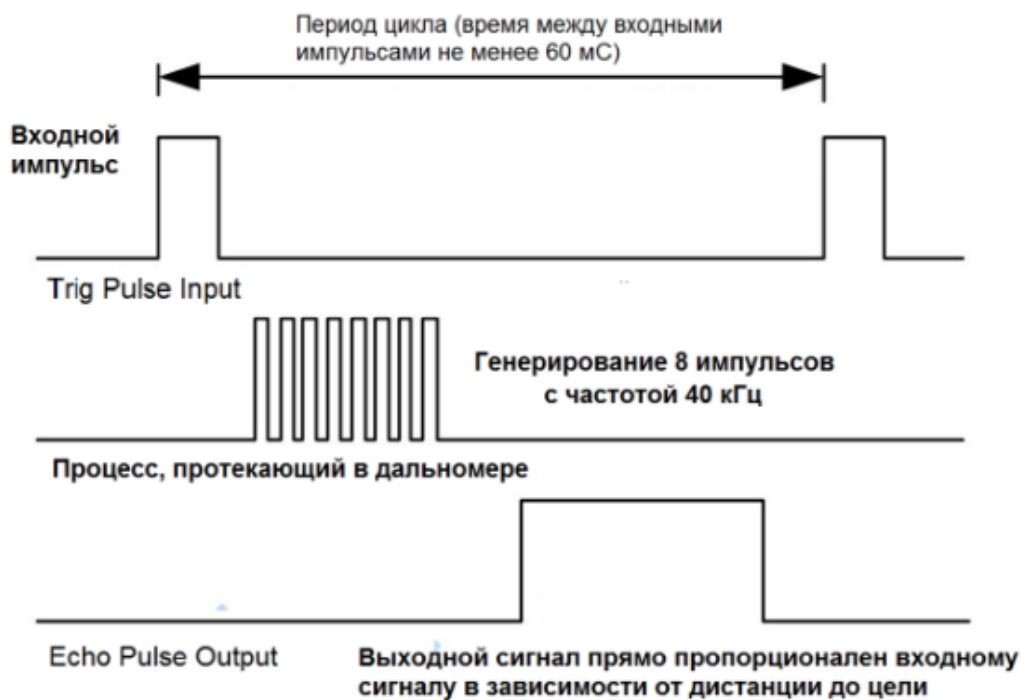 Период цикла (время между входными
импульсами не менее 60 мС)
Входной
импульс
Trig Pulse Input
Генерирование 8 импульсов
с частотой 40 кГц
Процесс, протекающий в дальномере
Echo Pulse Output
Выходной сигнал прямо пропорционален входному
сигналу в зависимости от дистанции до цели